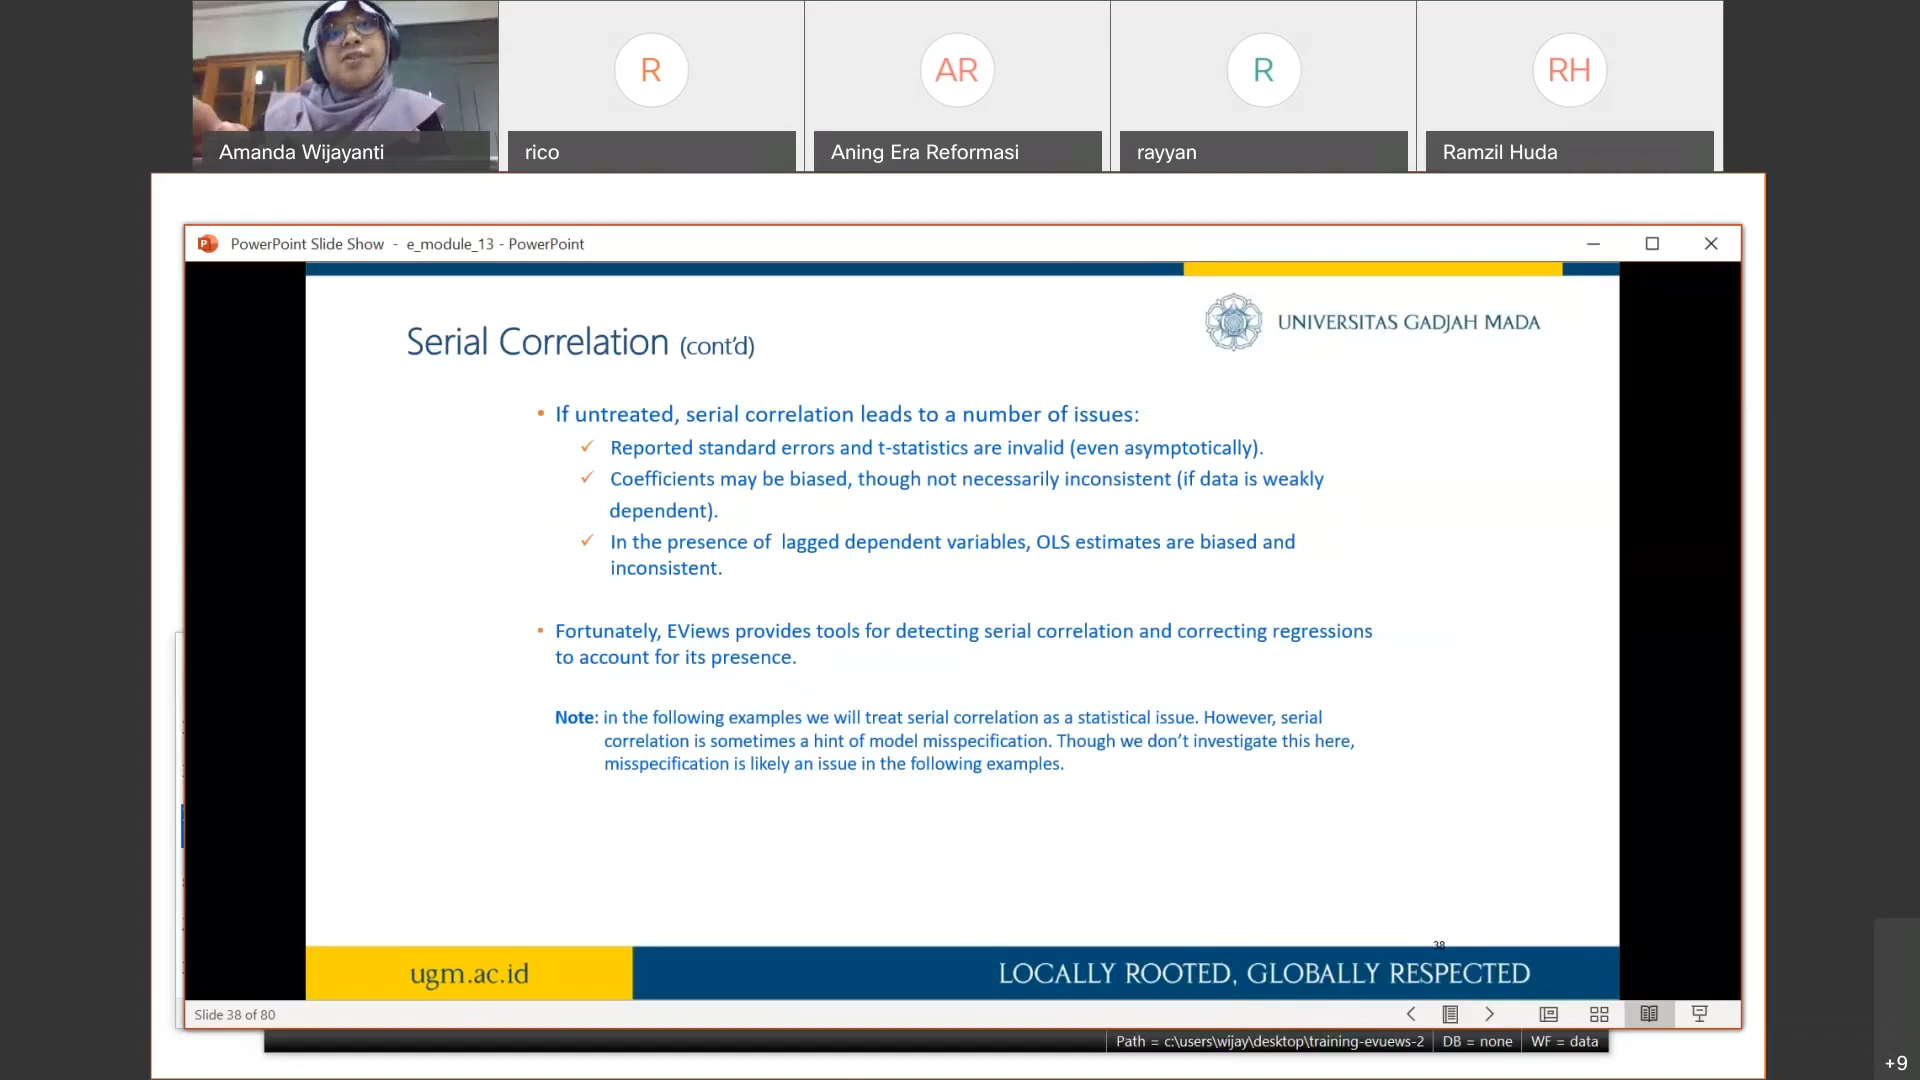 R
AR
R
RH
Amanda Wijayanti
rico
Aning Era Reformasi
rayyan
Ramzil Huda
PowerPoint Slide Show - e_module_13 - PowerPoint
UNIVERSITAS GADJAH MADA
Serial Correlation (cont'd)
• If untreated, serial correlation leads to a number of issues:
✓ Reported standard errors and t-statistics are invalid (even asymptotically).
✓ Coefficients may be biased, though not necessarily inconsistent (if data is weakly
dependent).
✓ In the presence of lagged dependent variables, OLS estimates are biased and
inconsistent.
• Fortunately, EViews provides tools for detecting serial correlation and correcting regressions
to account for its presence.
Note: in the following examples we will treat serial correlation as a statistical issue. However, serial
correlation is sometimes a hint of model misspecification. Though we don't investigate this here,
misspecification is likely an issue in the following examples.
38
ugm.ac.id
LOCALLY ROOTED, GLOBALLY RESPECTED
Slide 38 of 80
Path = c:\users\wijay\desktop\training-evuews-2
DB = none
WF = data
+9